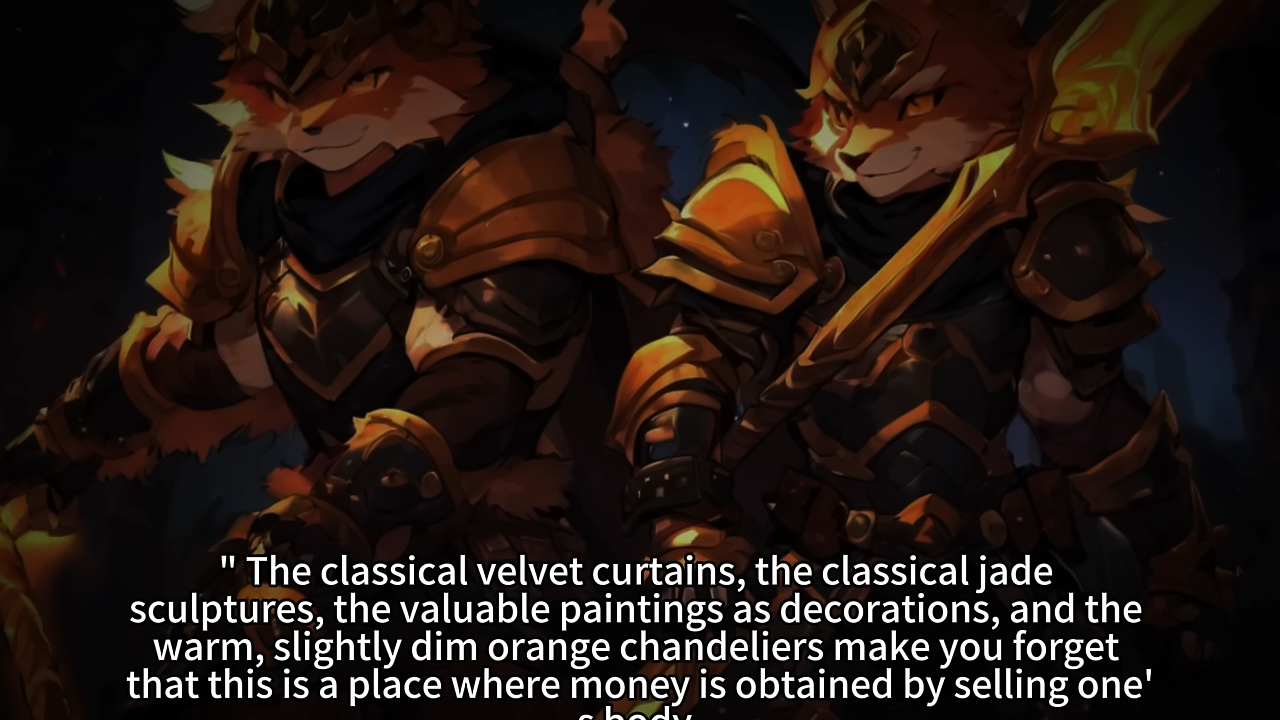 " The classical velvet curtains, the classical jade
sculptures, the valuable paintings as decorations, and the
warm, slightly dim orange chandeliers make you forget
that this is a place where money is obtained by selling one'
s body